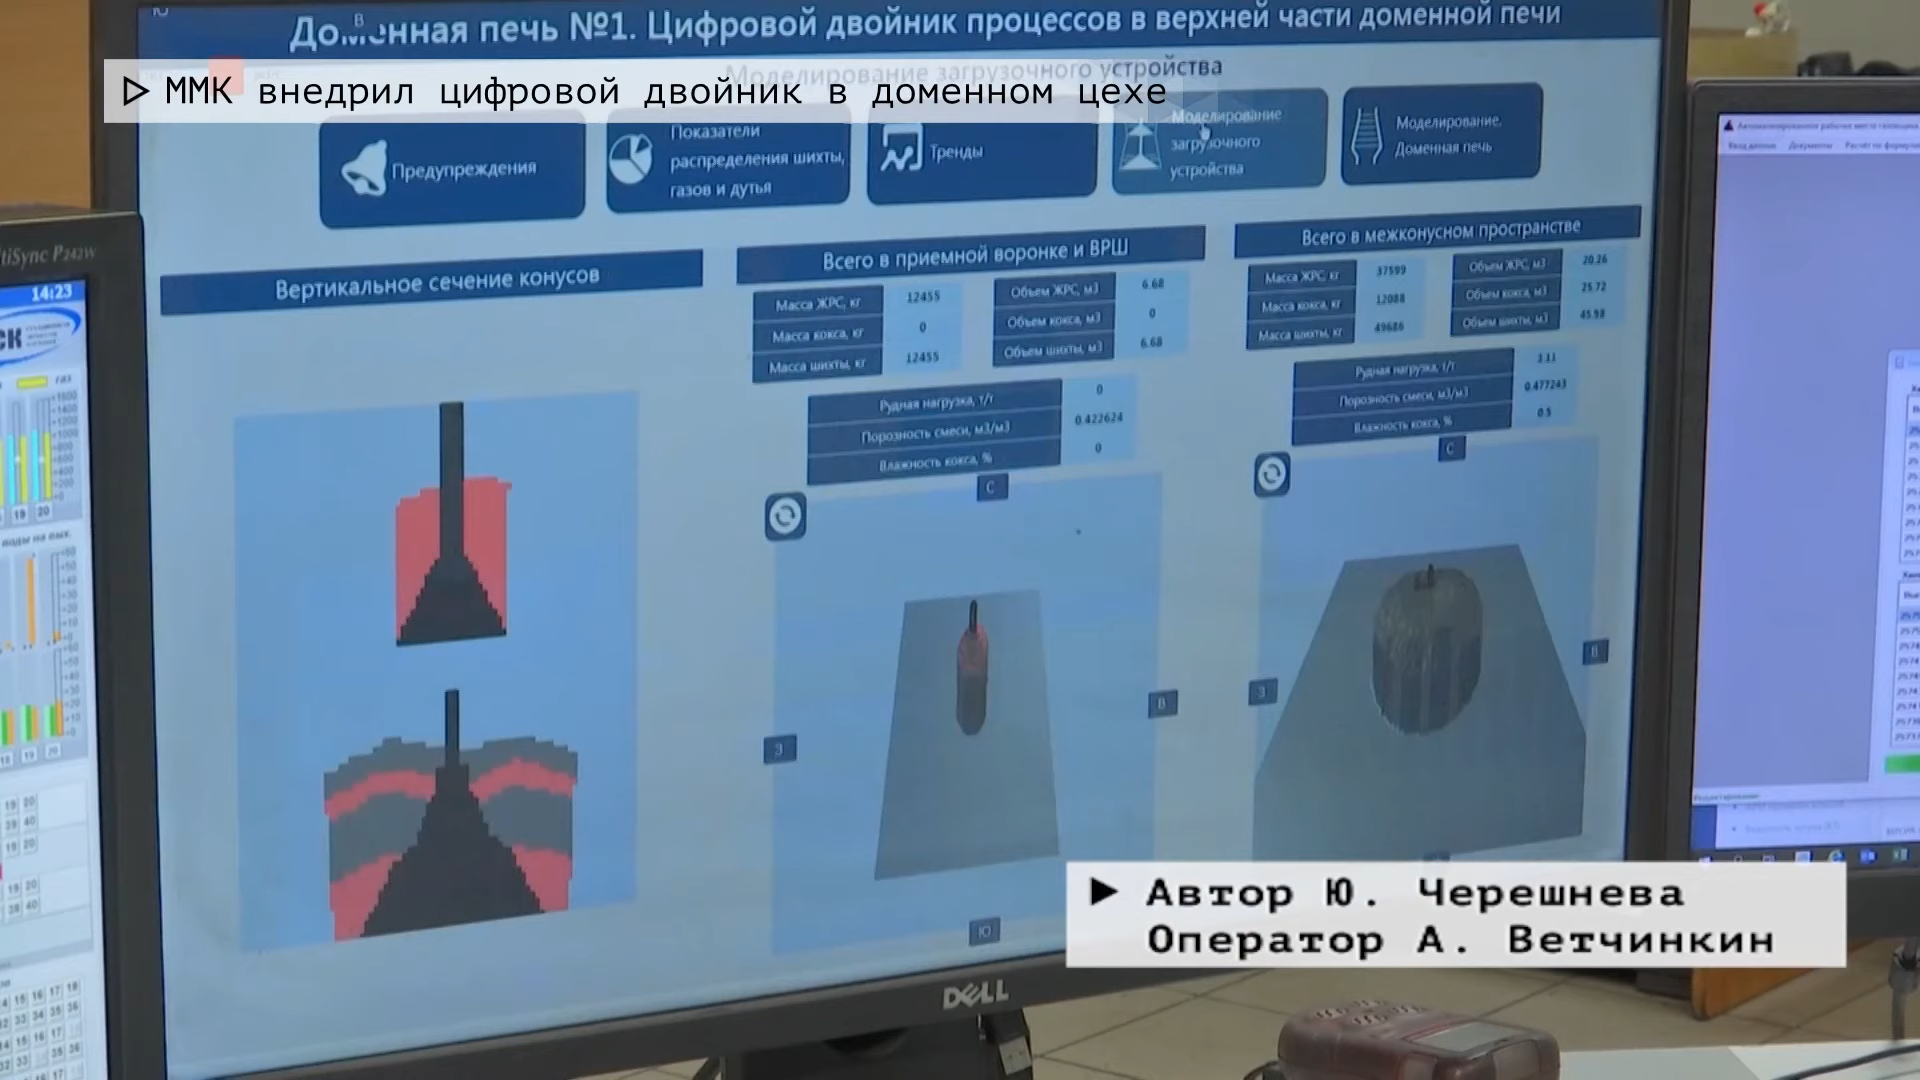 Доменная печь №1. Цифровой двойник процессов в верхней части доменной печи
Моделирование загрузочного устройства
ММК внедрил цифровой двойник в доменном цехе
Предупреждения
Показатели
распределения шихты,
газов и дутья
Тренды
Моделирование
загрузочного
устройства
Моделирование.
Доменная печь
Вертикальное сечение конусов
Всего в приемной воронке и ВРШ
Масса ЖРС, кг 12455
Масса кокса, кг 0
Масса шихты, кг 12455
Объем ЖРС, м3 6.68
Объем кокса, м3 0
Объем шихты, м3 6.68
Рудная нагрузка, т/т 0
Порозность смеси, м3/м3 0.422624
Влажность кокса, % 0
С
В
З
Ю
Всего в межконусном пространстве
Масса ЖРС, кг 37599
Масса кокса, кг 12088
Масса шихты, кг 49686
Объем ЖРС, м3 20.26
Объем кокса, м3 25.72
Объем шихты, м3 45.98
Рудная нагрузка, т/т 3.11
Порозность смеси, м3/м3 0.477243
Влажность кокса, % 0.5
С
В
З
tiSync P242W
14:23
СК
газ
19 20
DELL
Автор Ю. Черешнева
Оператор А. Ветчинкин